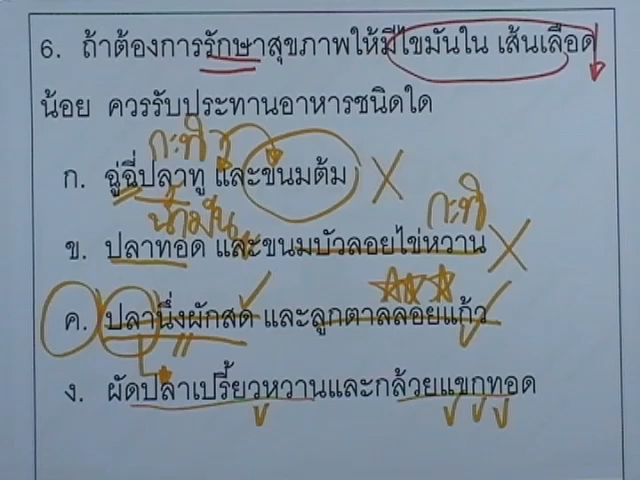 6. ถ้าต้องการรักษาสุขภาพให้มีไขมันใน เส้นเลือด
น้อย ควรรับประทานอาหารชนิดใด
กะทิ
ก. ฉู่ฉี่ปลาทู และขนมต้ม
น้ำมัน กะทิ
ข. ปลาทอด และขนมบัวลอยไข่หวาน
ค. ปลานึ่งผักสด และลูกตาลลอยแก้ว
ง. ผัดปลาเปรี้ยวหวานและกล้วยแขกทอด